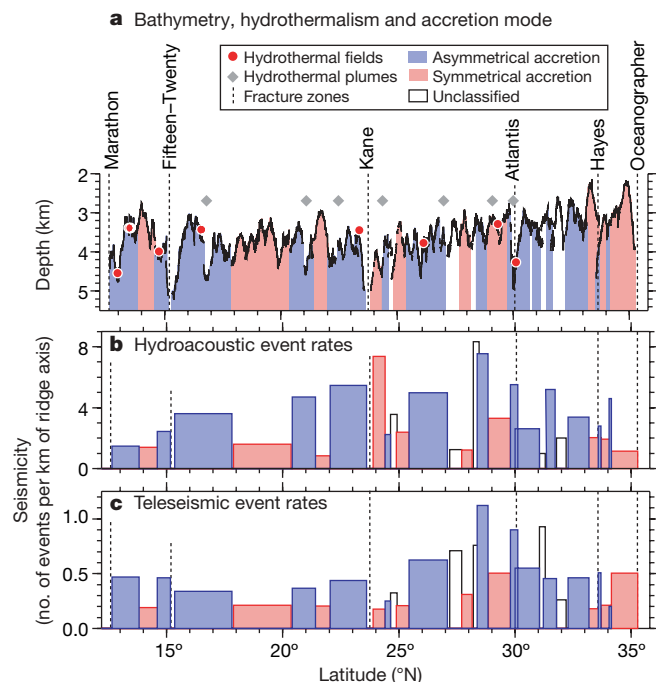 a Bathymetry, hydrothermalism and accretion mode
Hydrothermal fields
Hydrothermal plumes
Fracture zones
Asymmetrical accretion
Symmetrical accretion
Unclassified
Marathon
Fifteen–Twenty
Kane
Atlantis
Hayes
Oceanographer
Depth (km)
2
3
4
5
b Hydroacoustic event rates
8
4
0
Seismicity
(no. of events per km of ridge axis)
c Teleseismic event rates
1.0
0.5
0.0
15° 20° 25° 30° 35°
Latitude (°N)